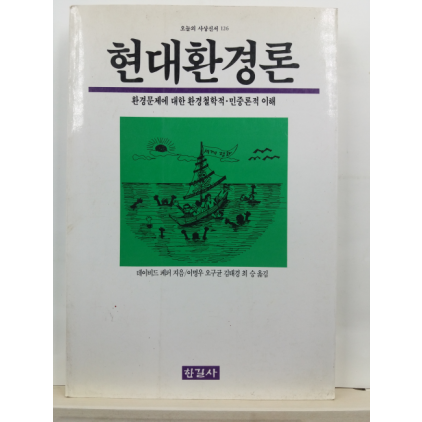 오늘의 사상신서 126
현대환경론
환경문제에 대한 환경철학적·민중론적 이해
데이비드 페퍼 지음/이명우 오구균 김태경 최 승 옮김
한길사